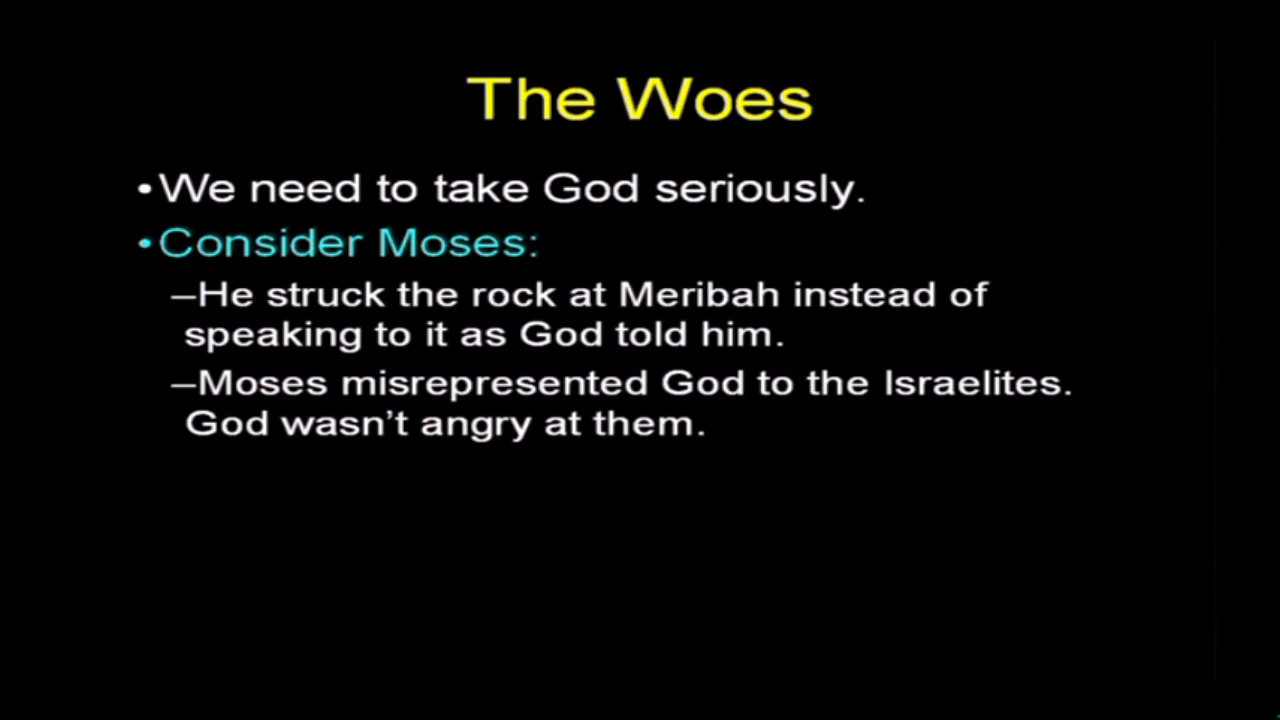 The Woes
•We need to take God seriously.
•Consider Moses:
–He struck the rock at Meribah instead of
speaking to it as God told him.
–Moses misrepresented God to the Israelites.
God wasn’t angry at them.